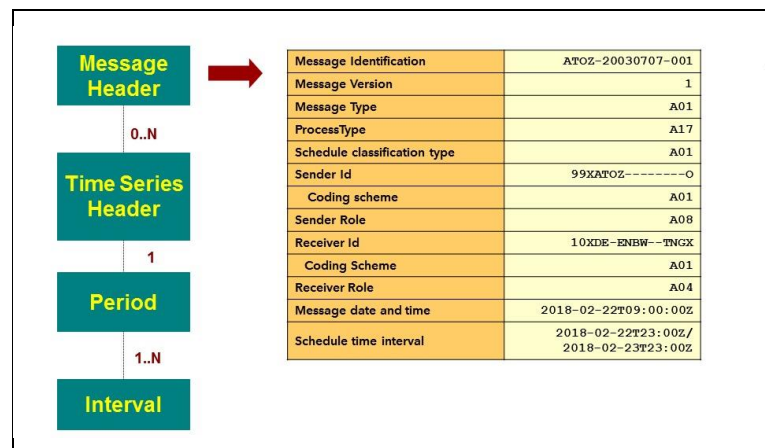 Message
Header
0..N
Time Series
Header
1
Period
1..N
Interval
Message Identification ATOZ-20030707-001
Message Version 1
Message Type A01
ProcessType A17
Schedule classification type A01
Sender Id 99XATOZ--------O
Coding scheme A01
Sender Role A08
Receiver Id 10XDE-ENBW--TNGX
Coding Scheme A01
Receiver Role A04
Message date and time 2018-02-22T09:00:00Z
Schedule time interval 2018-02-22T23:00Z/
2018-02-23T23:00Z